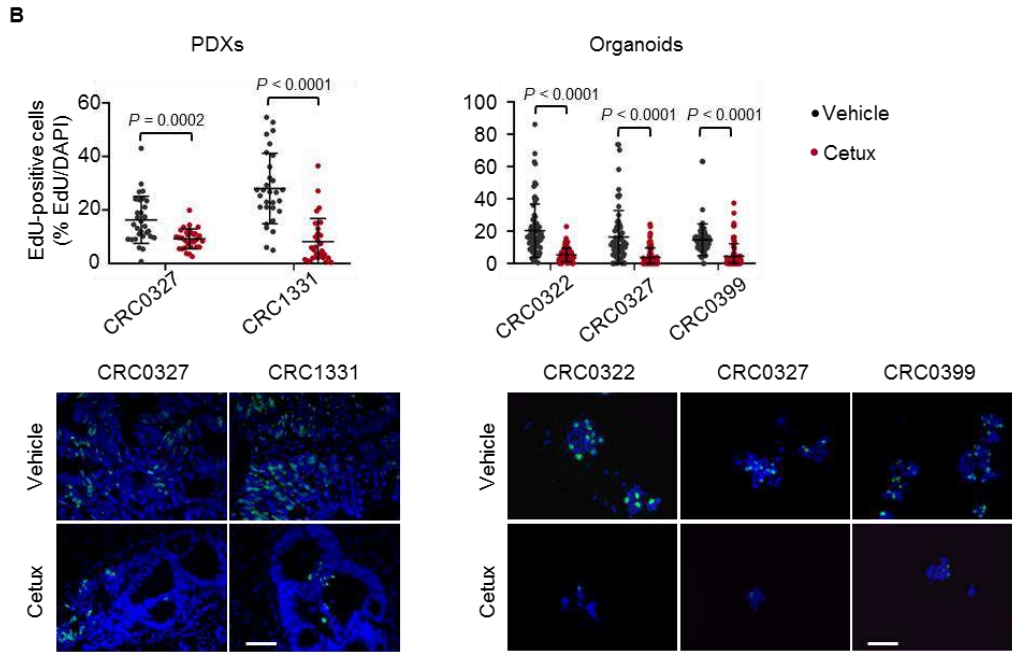 B
PDXs
Organoids
EdU-positive cells
(% EdU/DAPI)
60
40
20
0
P = 0.0002
P < 0.0001
CRC0327
CRC1331
100
80
60
40
20
0
P < 0.0001
P < 0.0001
P < 0.0001
CRC0322
CRC0327
CRC0399
Vehicle
Cetux
CRC0327
CRC1331
Vehicle
Cetux
CRC0322
CRC0327
CRC0399
Vehicle
Cetux